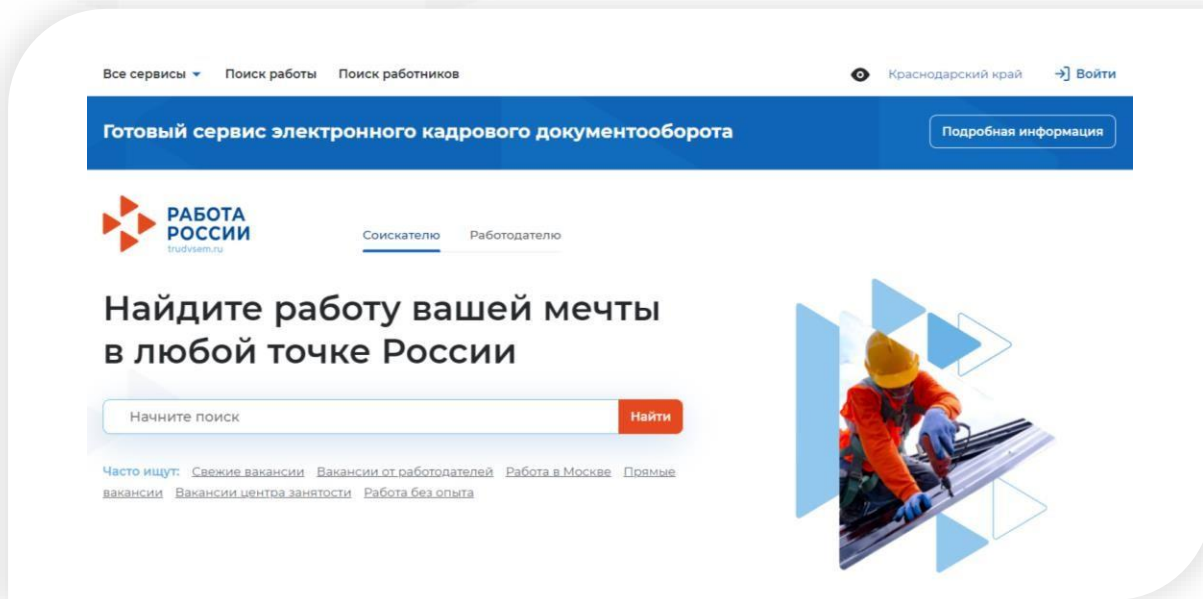 Все сервисы Поиск работы Поиск работников Краснодарский край Войти
Готовый сервис электронного кадрового документооборота Подробная информация
РАБОТА
РОССИИ
trudvsem.ru
Соискателю Работодателю
Найдите работу вашей мечты
в любой точке России
Начните поиск Найти
Часто ищут: Свежие вакансии Вакансии от работодателей Работа в Москве Прямые
вакансии Вакансии центра занятости Работа без опыта